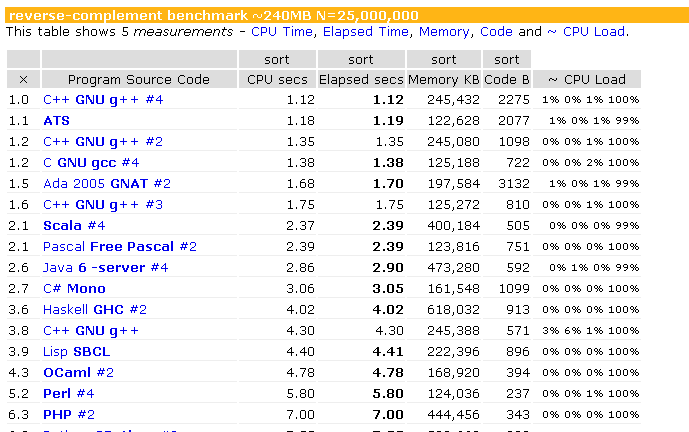 reverse-complement benchmark ~240MB N=25,000,000
This table shows 5 measurements - CPU Time, Elapsed Time, Memory, Code and ~ CPU Load.
sort sort sort sort
× Program Source Code CPU secs Elapsed secs Memory KB Code B ~ CPU Load
1.0 C++ GNU g++ #4 1.12 1.12 245,432 2275 1% 0% 1% 100%
1.1 ATS 1.18 1.19 122,628 2077 1% 0% 1% 99%
1.2 C++ GNU g++ #2 1.35 1.35 245,080 1098 0% 0% 1% 100%
1.2 C GNU gcc #4 1.38 1.38 125,188 722 0% 0% 2% 100%
1.5 Ada 2005 GNAT #2 1.68 1.70 197,584 3132 1% 0% 1% 99%
1.6 C++ GNU g++ #3 1.75 1.75 125,272 810 0% 0% 1% 100%
2.1 Scala #4 2.37 2.39 400,184 505 0% 0% 0% 99%
2.1 Pascal Free Pascal #2 2.39 2.39 123,816 751 0% 0% 0% 100%
2.6 Java 6 -server #4 2.86 2.90 473,280 592 0% 1% 0% 99%
2.7 C# Mono 3.06 3.05 161,548 1099 0% 0% 0% 100%
3.6 Haskell GHC #2 4.02 4.02 618,032 913 0% 0% 0% 100%
3.8 C++ GNU g++ 4.30 4.30 245,388 571 3% 6% 1% 100%
3.9 Lisp SBCL 4.40 4.41 222,396 896 0% 0% 0% 100%
4.3 OCaml #2 4.78 4.78 168,920 394 0% 0% 0% 100%
5.2 Perl #4 5.80 5.80 124,036 237 0% 0% 1% 100%
6.3 PHP #2 7.00 7.00 444,456 343 0% 0% 0% 100%